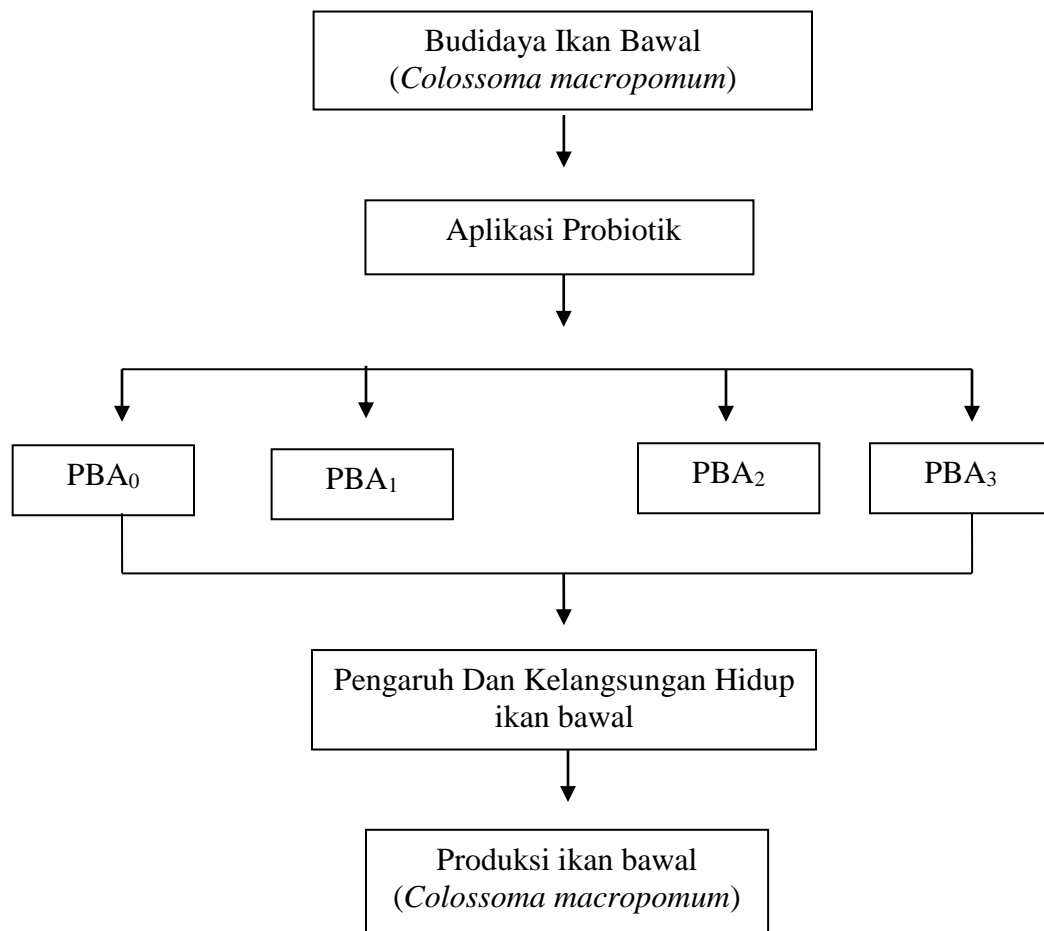 Budidaya Ikan Bawal
(Colossoma macropomum)
Aplikasi Probiotik
PBA₀
PBA₁
PBA₂
PBA₃
Pengaruh Dan Kelangsungan Hidup
ikan bawal
Produksi ikan bawal
(Colossoma macropomum)